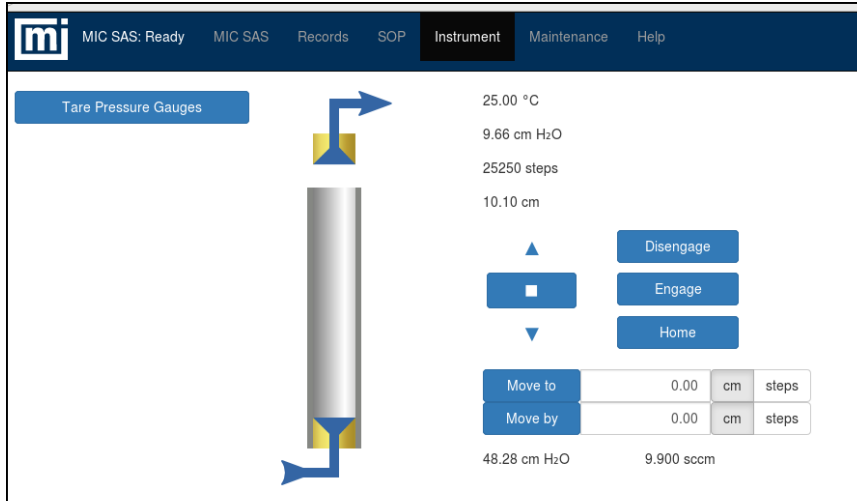 mi MIC SAS: Ready MIC SAS Records SOP Instrument Maintenance Help
Tare Pressure Gauges
25.00 °C
9.66 cm H₂O
25250 steps
10.10 cm
Disengage
Engage
Home
Move to 0.00 cm steps
Move by 0.00 cm steps
48.28 cm H₂O 9.900 sccm